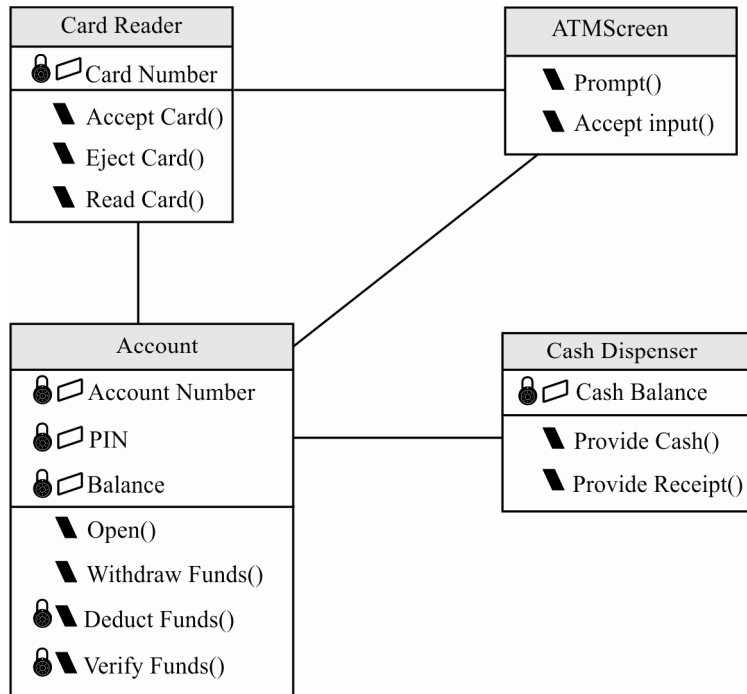 Card Reader
Card Number
Accept Card()
Eject Card()
Read Card()
ATMScreen
Prompt()
Accept input()
Account
Account Number
PIN
Balance
Open()
Withdraw Funds()
Deduct Funds()
Verify Funds()
Cash Dispenser
Cash Balance
Provide Cash()
Provide Receipt()